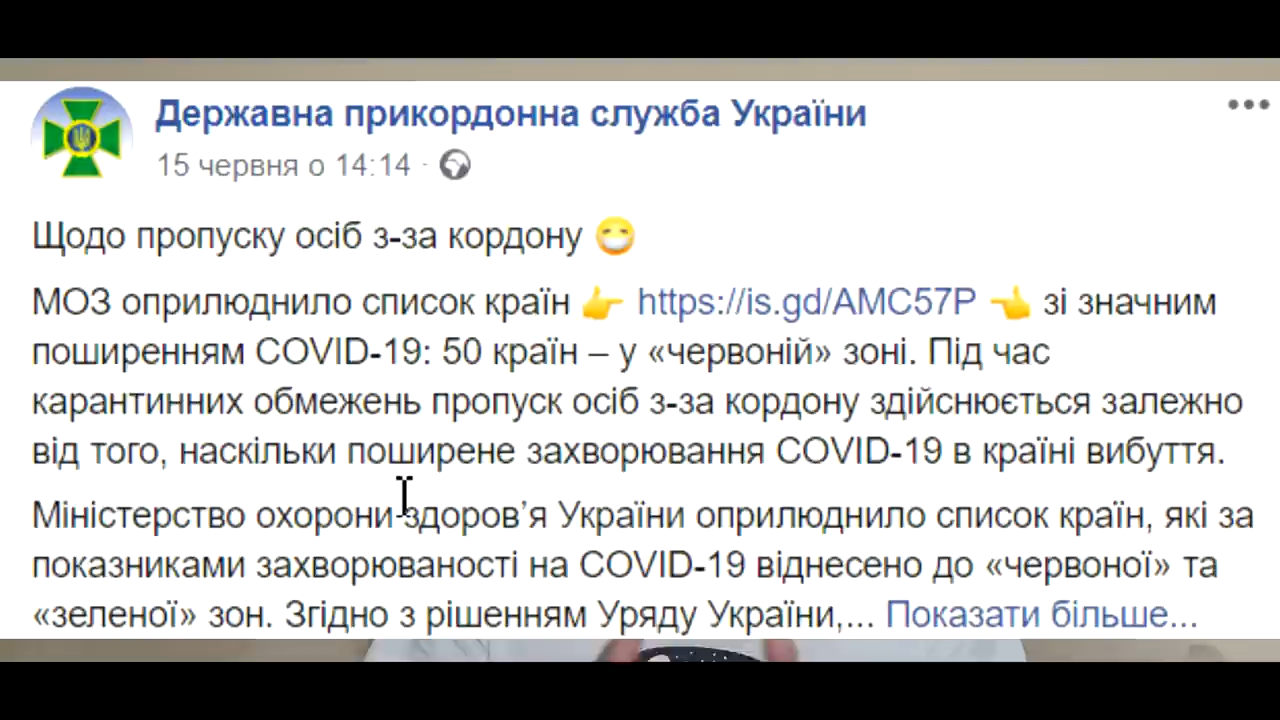 Державна прикордонна служба України
15 червня о 14:14 ·
Щодо пропуску осіб з-за кордону 😷
МОЗ оприлюднило список країн 👉 https://is.gd/AMC57P 👈 зі значним
поширенням COVID-19: 50 країн – у «червоній» зоні. Під час
карантинних обмежень пропуск осіб з-за кордону здійснюється залежно
від того, наскільки поширене захворювання COVID-19 в країні вибуття.
Міністерство охорони здоров’я України оприлюднило список країн, які за
показниками захворюваності на COVID-19 віднесено до «червоної» та
«зеленої» зон. Згідно з рішенням Уряду України,... Показати більше...